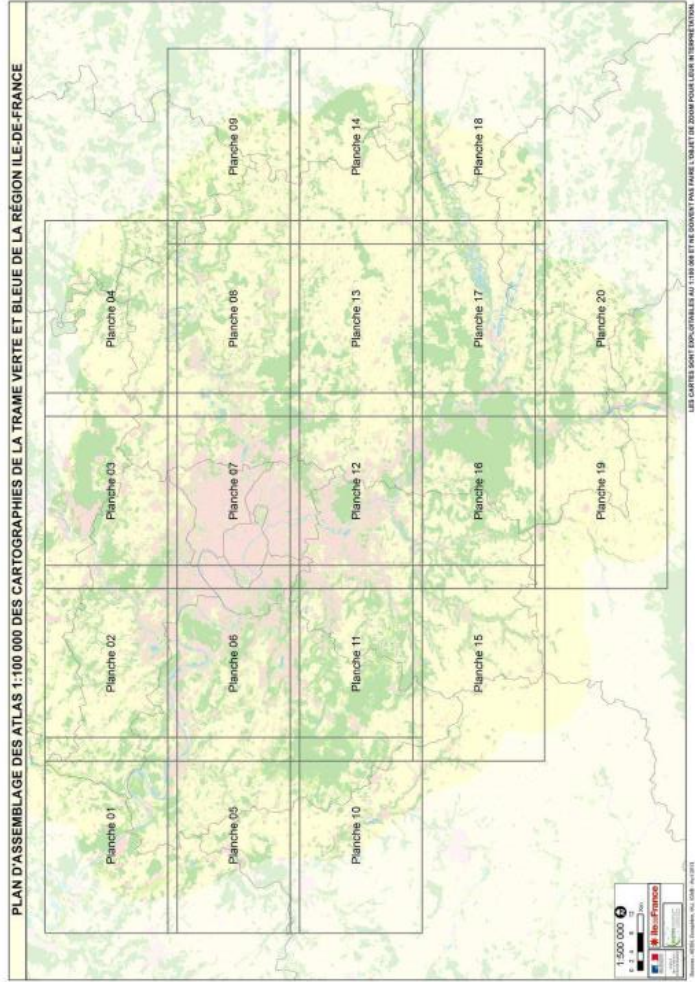 PLAN D'ASSEMBLAGE DES ATLAS 1:100 000 DES CARTOGRAPHIES DE LA TRAME VERTE ET BLEUE DE LA RÉGION ILE-DE-FRANCE
Planche 01
Planche 02
Planche 03
Planche 04
Planche 05
Planche 06
Planche 07
Planche 08
Planche 09
Planche 10
Planche 11
Planche 12
Planche 13
Planche 14
Planche 15
Planche 16
Planche 17
Planche 18
Planche 19
Planche 20
1:500 000
île de France
LES CARTES SONT EXPLOITABLES AU 1:100 000 ET NE DOIVENT PAS FAIRE L'OBJET DE ZOOM POUR LEUR INTERPRÉTATION.